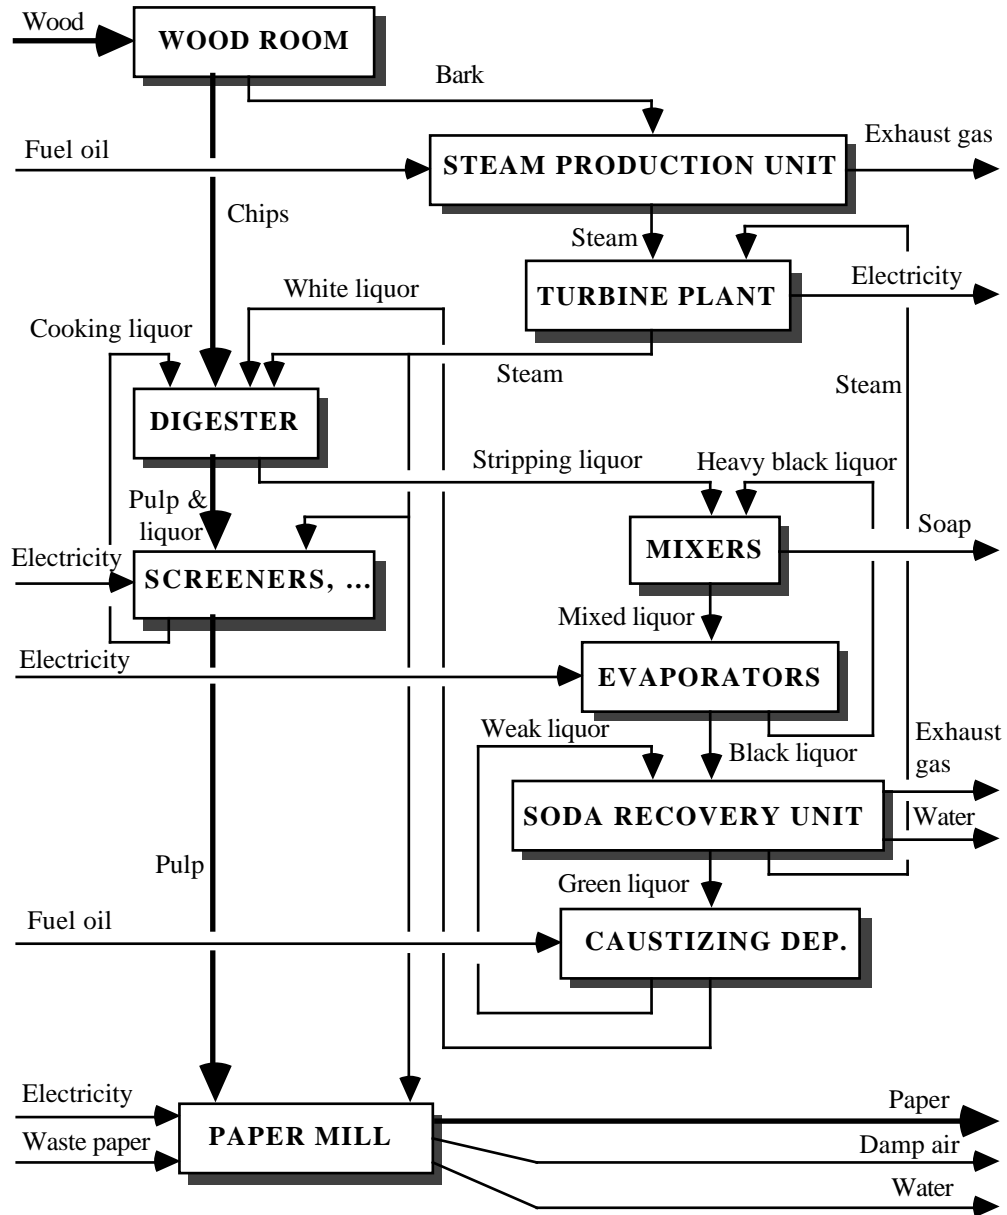 Wood
WOOD ROOM
Bark
Fuel oil
Exhaust gas
STEAM PRODUCTION UNIT
Chips
Steam
Electricity
White liquor
TURBINE PLANT
Cooking liquor
Steam
Steam
DIGESTER
Stripping liquor
Heavy black liquor
Pulp &
liquor
Soap
MIXERS
Electricity
SCREENERS, ...
Mixed liquor
Electricity
EVAPORATORS
Weak liquor
Black liquor
Exhaust
gas
SODA RECOVERY UNIT
Water
Pulp
Green liquor
Fuel oil
CAUSTIZING DEP.
Electricity
Paper
Waste paper
PAPER MILL
Damp air
Water